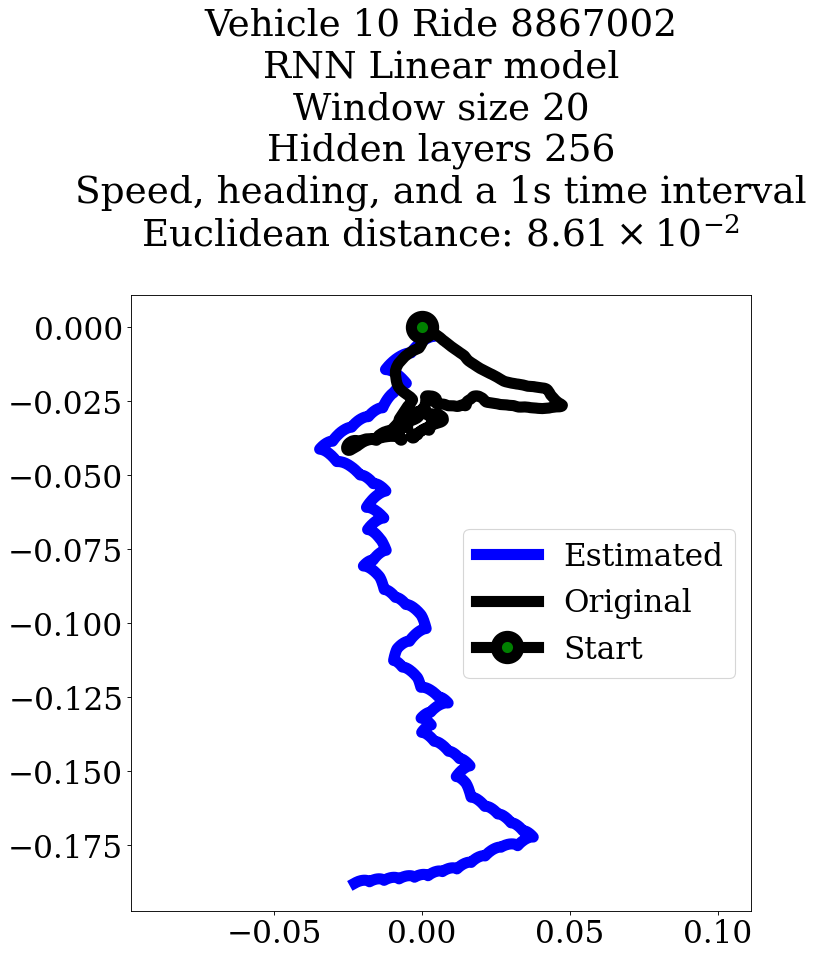 Vehicle 10 Ride 8867002
RNN Linear model
Window size 20
Hidden layers 256
Speed, heading, and a 1s time interval
Euclidean distance: 8.61 × 10⁻²
0.000
−0.025
−0.050
−0.075
−0.100
−0.125
−0.150
−0.175
Estimated
Original
Start
−0.05
0.00
0.05
0.10